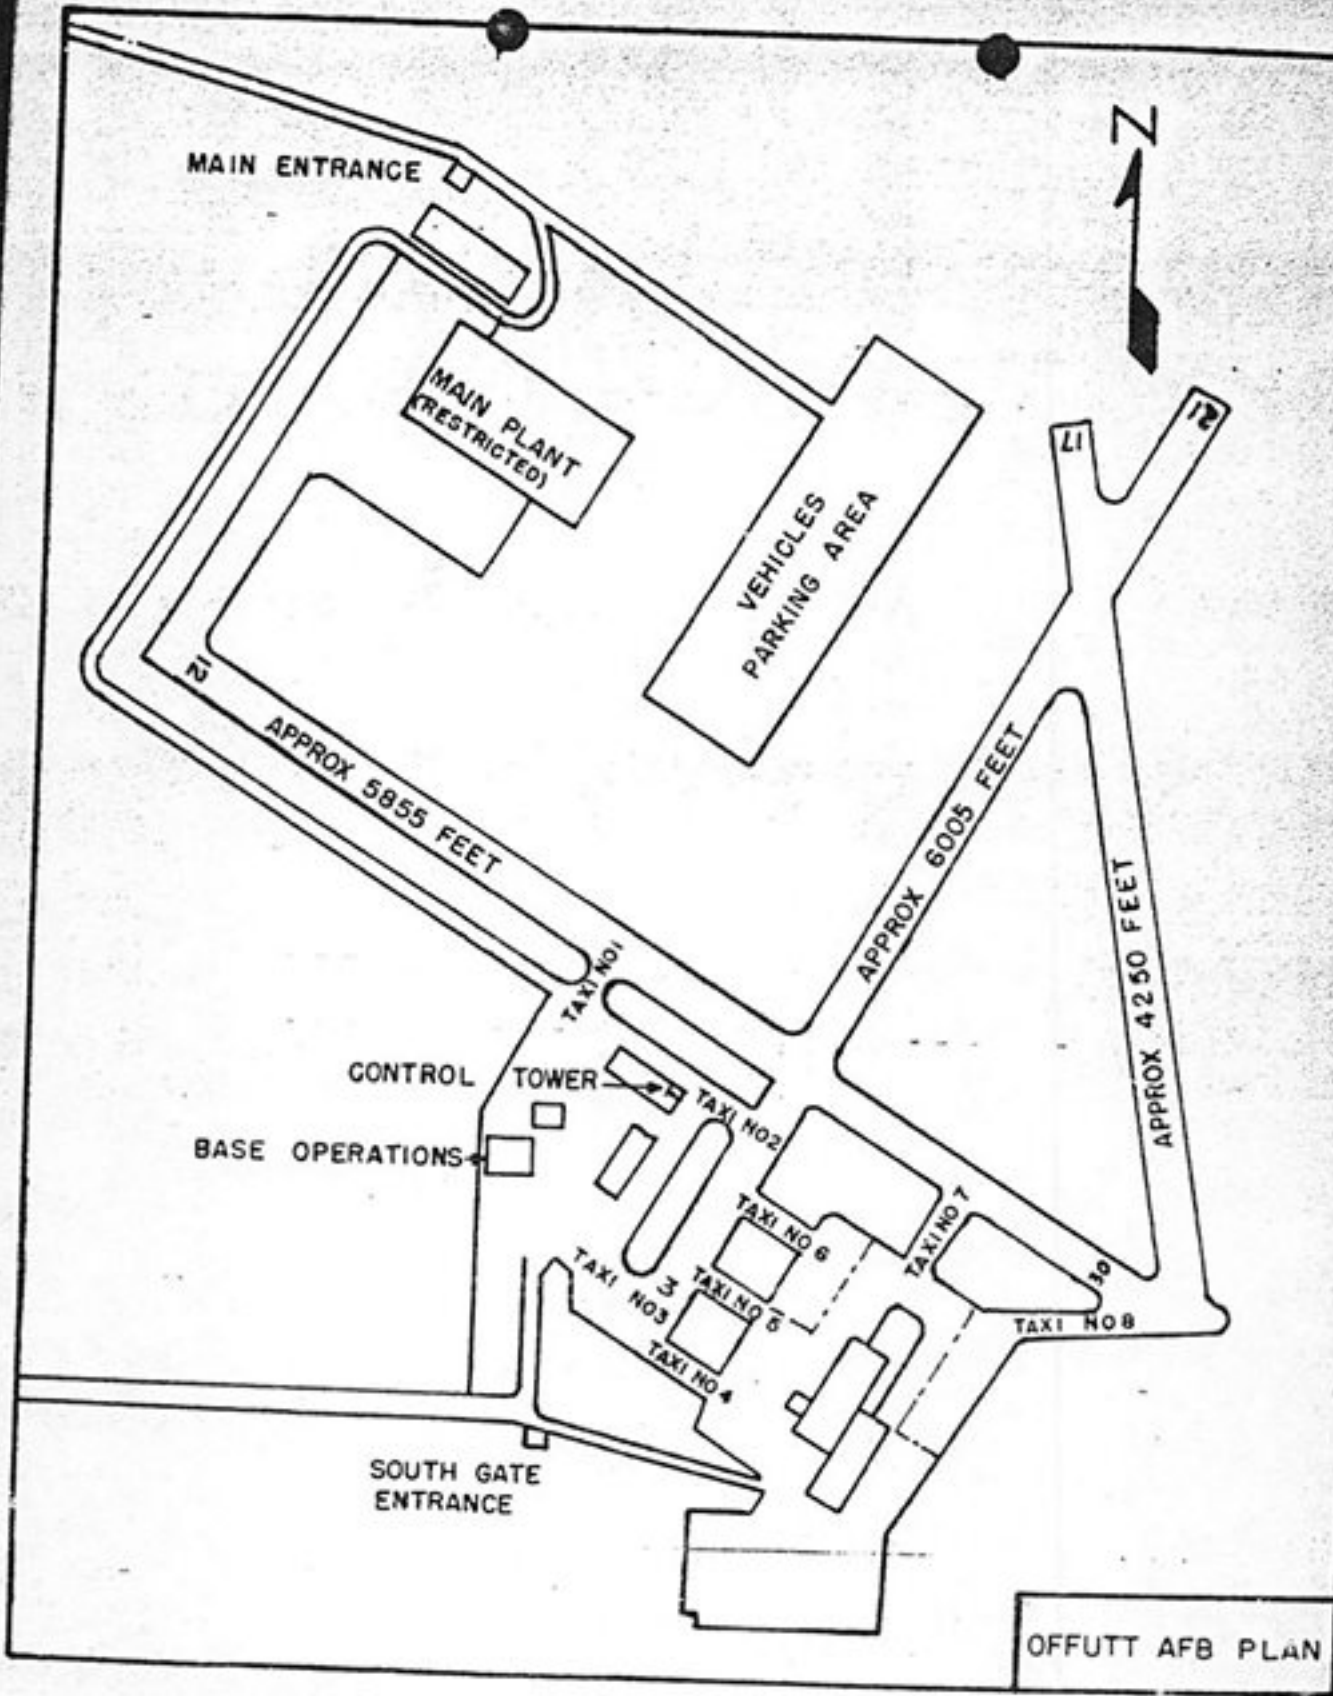 MAIN ENTRANCE
N
MAIN PLANT
(RESTRICTED)
17
21
VEHICLES
PARKING AREA
12
APPROX 5855 FEET
APPROX 6005 FEET
APPROX 4250 FEET
TAXI NO1
CONTROL TOWER
TAXI NO2
BASE OPERATIONS
TAXI NO 6
TAXI NO 7
TAXI NO3
3
TAXI NO 5
30
TAXI NO8
TAXI NO 4
SOUTH GATE
ENTRANCE
OFFUTT AFB PLAN